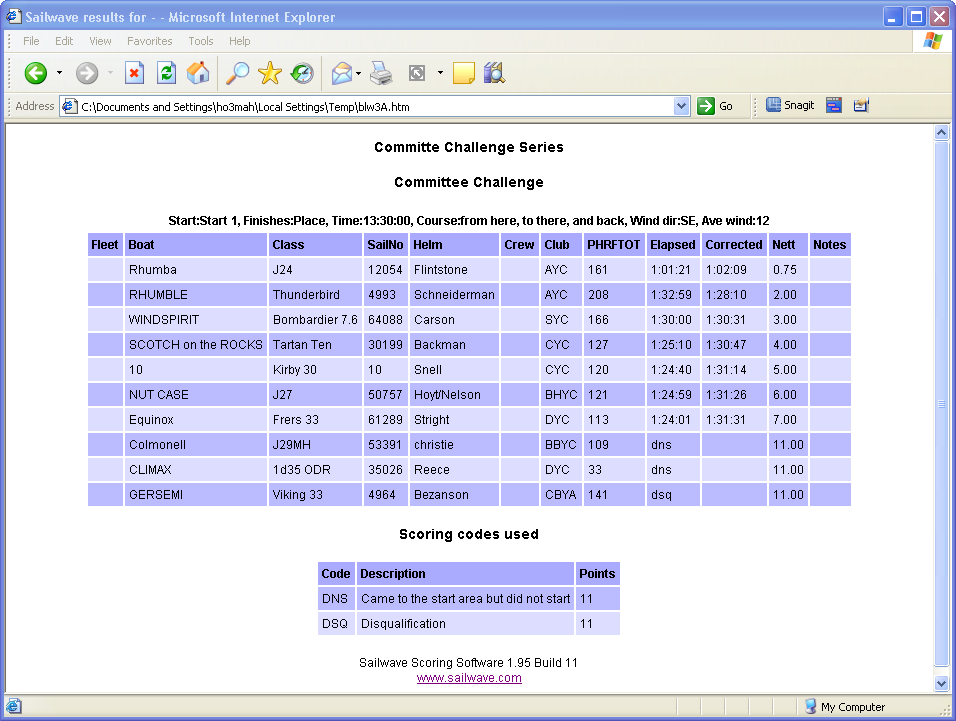 Sailwave results for - - Microsoft Internet Explorer
File Edit View Favorites Tools Help
Address C:\Documents and Settings\ho3mah\Local Settings\Temp\blw3A.htm Go Snagit
Committe Challenge Series
Committee Challenge
Start:Start 1, Finishes:Place, Time:13:30:00, Course:from here, to there, and back, Wind dir:SE, Ave wind:12
Fleet Boat Class SailNo Helm Crew Club PHRFTOT Elapsed Corrected Nett Notes
Rhumba J24 12054 Flintstone AYC 161 1:01:21 1:02:09 0.75
RHUMBLE Thunderbird 4993 Schneiderman AYC 208 1:32:59 1:28:10 2.00
WINDSPIRIT Bombardier 7.6 64088 Carson SYC 166 1:30:00 1:30:31 3.00
SCOTCH on the ROCKS Tartan Ten 30199 Backman CYC 127 1:25:10 1:30:47 4.00
10 Kirby 30 10 Snell CYC 120 1:24:40 1:31:14 5.00
NUT CASE J27 50757 Hoyt/Nelson BHYC 121 1:24:59 1:31:26 6.00
Equinox Frers 33 61289 Stright DYC 113 1:24:01 1:31:31 7.00
Colmonell J29MH 53391 christie BBYC 109 dns 11.00
CLIMAX 1d35 ODR 35026 Reece DYC 33 dns 11.00
GERSEMI Viking 33 4964 Bezanson CBYA 141 dsq 11.00
Scoring codes used
Code Description Points
DNS Came to the start area but did not start 11
DSQ Disqualification 11
Sailwave Scoring Software 1.95 Build 11
www.sailwave.com
My Computer